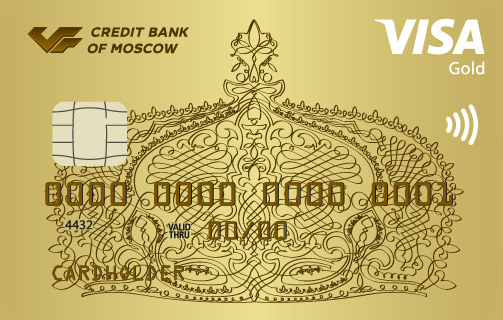 CREDIT BANK
OF MOSCOW
VISA
Gold
0000 0000 0000 0001
4432
VALID
THRU
00/00
CARDHOLDER